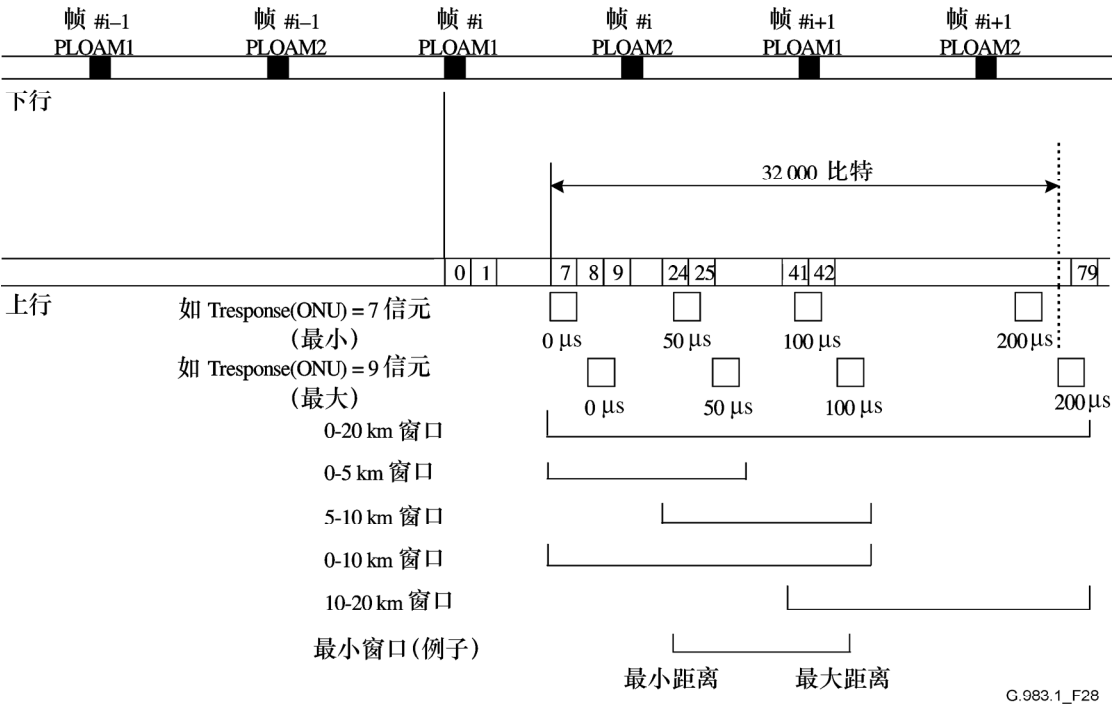 帧 #i–1 帧 #i–1 帧 #i 帧 #i 帧 #i+1 帧 #i+1
PLOAM1 PLOAM2 PLOAM1 PLOAM2 PLOAM1 PLOAM2
下行
32 000 比特
0 1 7 8 9 24 25 41 42 79
上行
如 Tresponse(ONU) = 7 信元
(最小)
0 μs 50 μs 100 μs 200 μs
如 Tresponse(ONU) = 9 信元
(最大)
0 μs 50 μs 100 μs 200 μs
0-20 km 窗口
0-5 km 窗口
5-10 km 窗口
0-10 km 窗口
10-20 km 窗口
最小窗口(例子)
最小距离 最大距离
G.983.1_F28